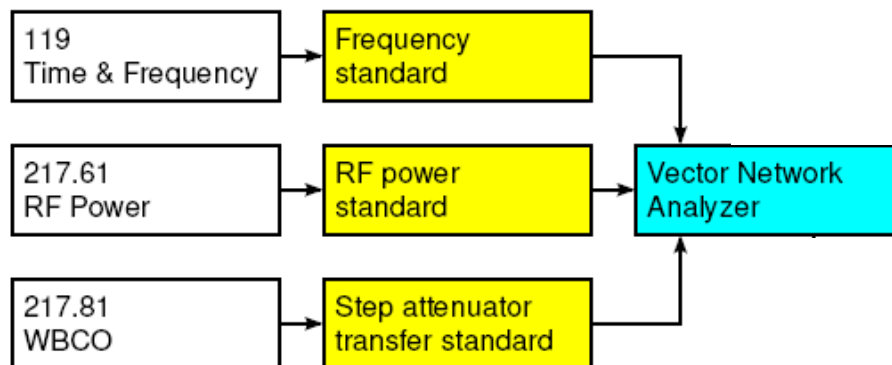 119
Time & Frequency
Frequency
standard
217.61
RF Power
RF power
standard
Vector Network
Analyzer
217.81
WBCO
Step attenuator
transfer standard